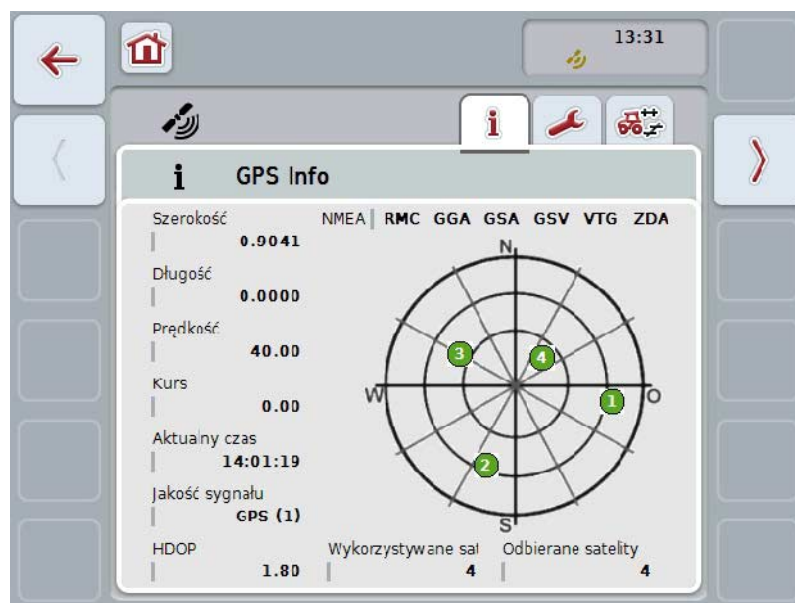 13:31
i
i GPS Info
Szerokość
0.9041
Długość
0.0000
Prędkość
40.00
Kurs
0.00
Aktualny czas
14:01:19
Jakość sygnału
GPS (1)
HDOP
1.80
NMEA RMC GGA GSA GSV VTG ZDA
N
3
4
W
1
O
2
S
Wykorzystywane sat
4
Odbierane satelity
4